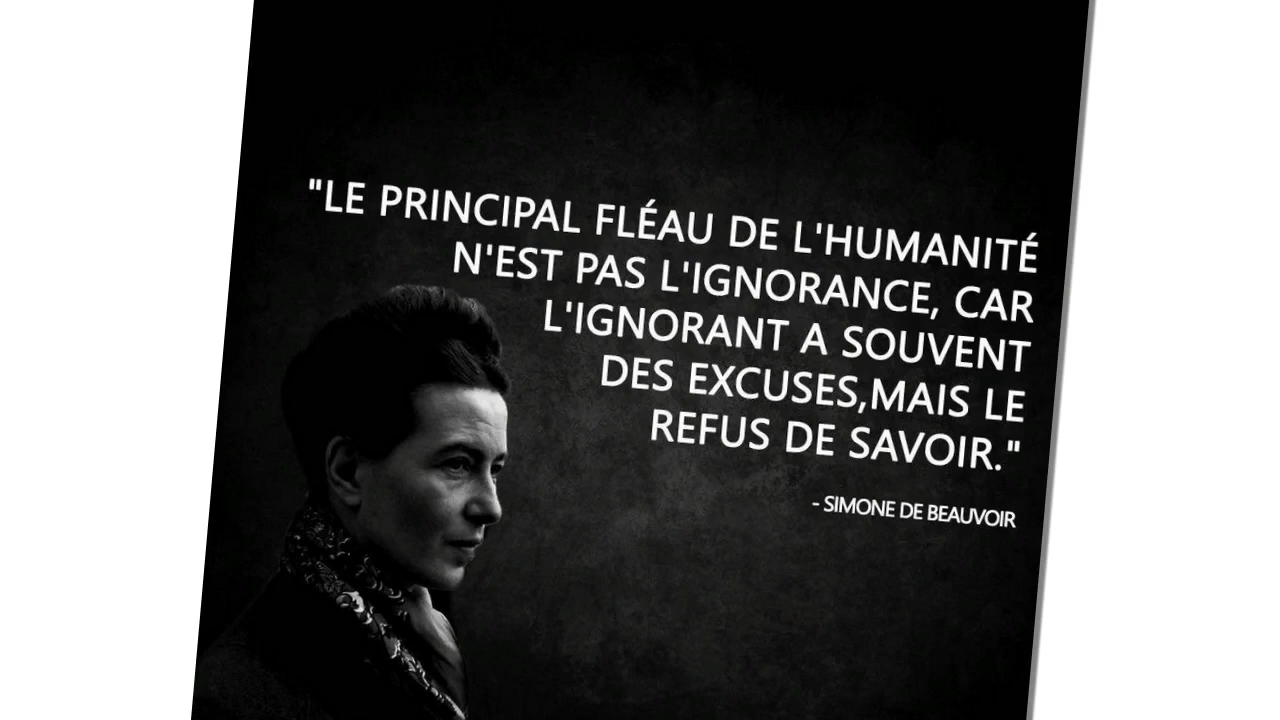 "LE PRINCIPAL FLÉAU DE L'HUMANITÉ
N'EST PAS L'IGNORANCE, CAR
L'IGNORANT A SOUVENT
DES EXCUSES,MAIS LE
REFUS DE SAVOIR."
- SIMONE DE BEAUVOIR